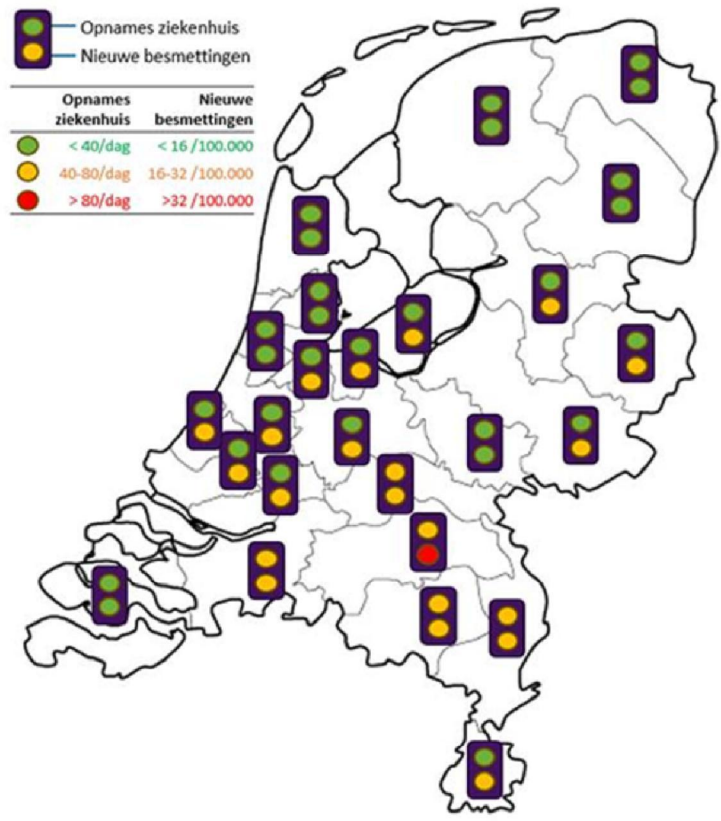 Opnames ziekenhuis
Nieuwe besmettingen
Opnames Nieuwe
ziekenhuis besmettingen
< 40/dag < 16 /100.000
40-80/dag 16-32 /100.000
> 80/dag >32 /100.000